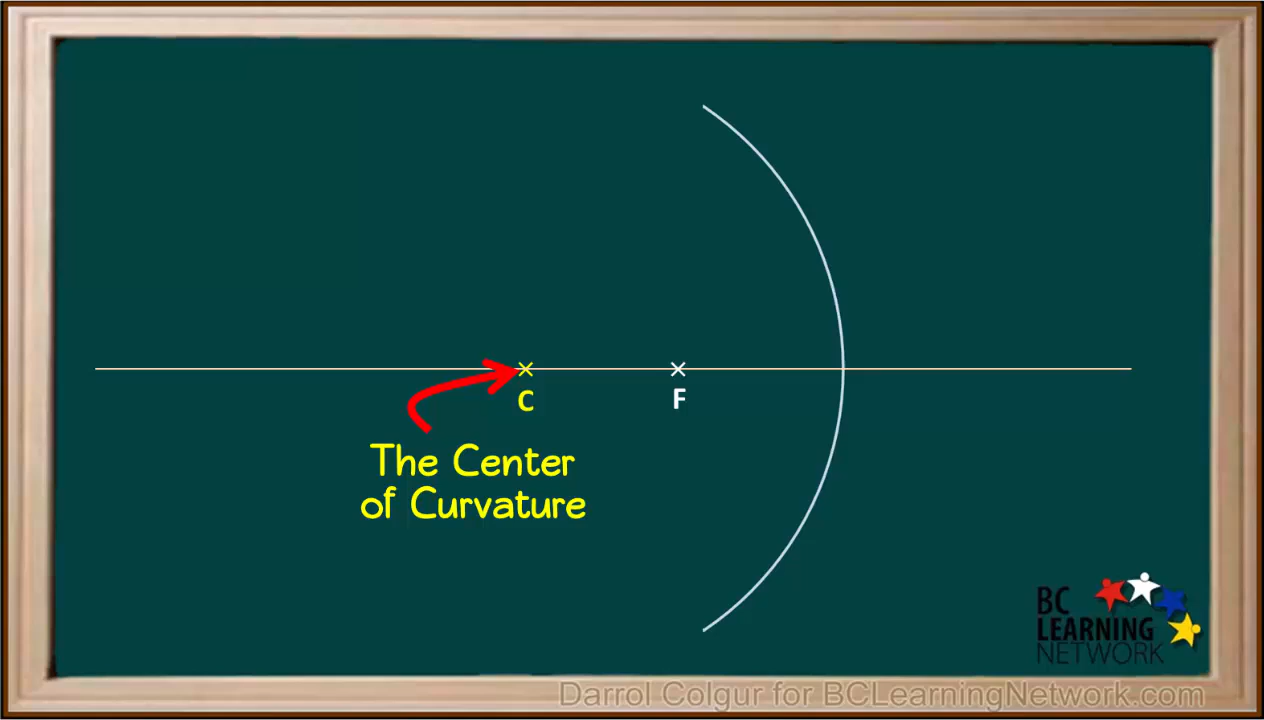 C
F
The Center
of Curvature
BC
LEARNING
NETWORK
Darrol Colgur for BCLearningNetwork.com